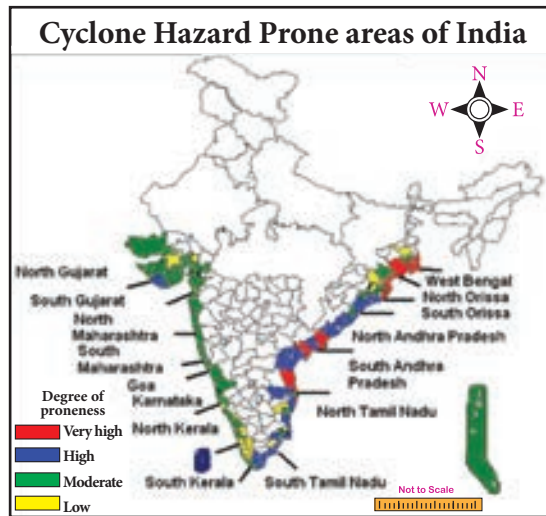 Cyclone Hazard Prone areas of India
N
W
E
S
North Gujarat
South Gujarat
North
Maharashtra
South
Maharashtra
Goa
Karnataka
North Kerala
South Kerala
West Bengal
North Orissa
South Orissa
North Andhra Pradesh
South Andhra
Pradesh
North Tamil Nadu
South Tamil Nadu
Degree of
proneness
Very high
High
Moderate
Low
Not to Scale